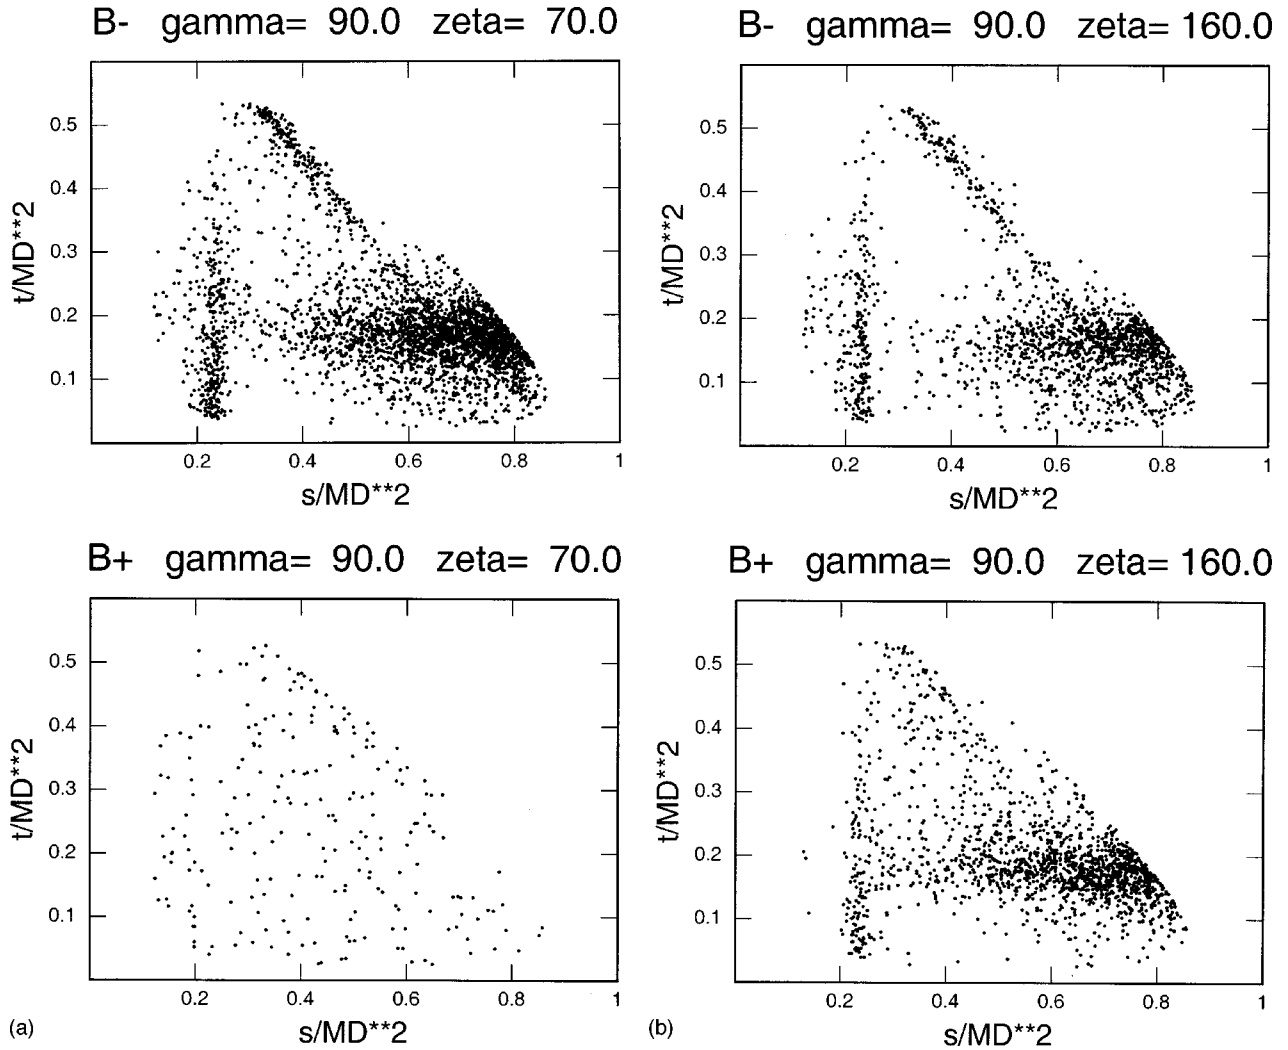 B- gamma= 90.0 zeta= 70.0
0.5
0.4
0.3
0.2
0.1
t/MD**2
0.2 0.4 0.6 0.8 1
s/MD**2
B- gamma= 90.0 zeta= 160.0
0.5
0.4
0.3
0.2
0.1
t/MD**2
0.2 0.4 0.6 0.8 1
s/MD**2
B+ gamma= 90.0 zeta= 70.0
0.5
0.4
0.3
0.2
0.1
t/MD**2
0.2 0.4 0.6 0.8 1
s/MD**2
(a)
B+ gamma= 90.0 zeta= 160.0
0.5
0.4
0.3
0.2
0.1
t/MD**2
0.2 0.4 0.6 0.8 1
s/MD**2
(b)